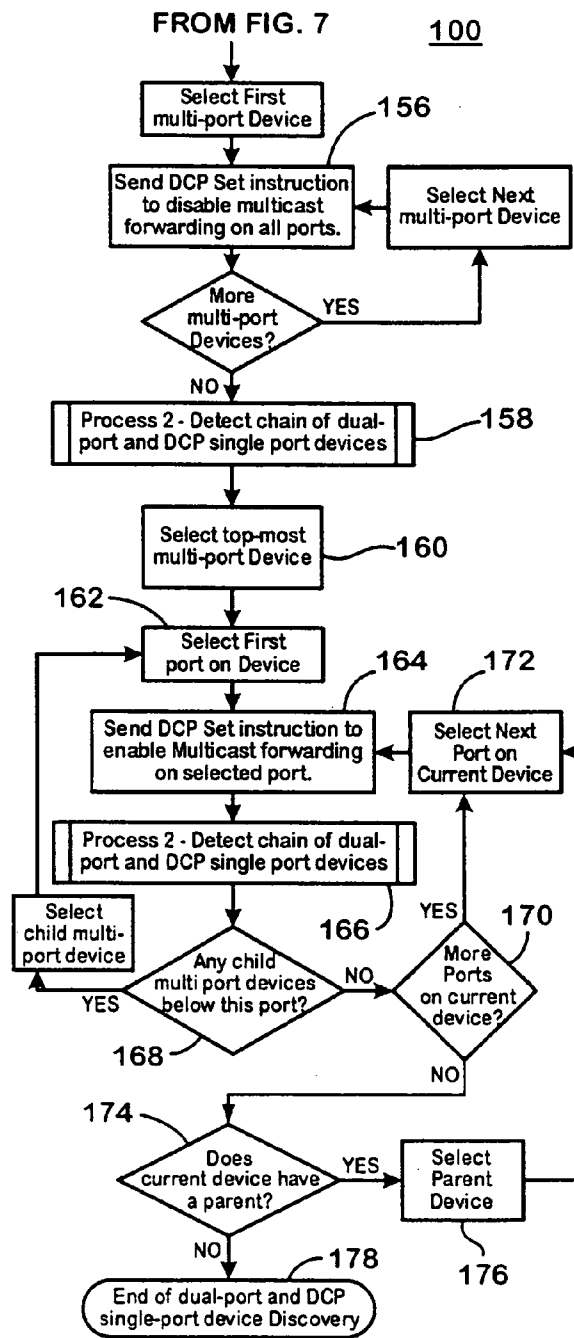 FROM FIG. 7
100
Select First
multi-port Device
156
Send DCP Set instruction
to disable multicast
forwarding on all ports.
Select Next
multi-port Device
More
multi-port
Devices?
YES
NO
Process 2 - Detect chain of dual-
port and DCP single port devices
158
Select top-most
multi-port Device
160
162
Select First
port on Device
164
172
Send DCP Set instruction to
enable Multicast forwarding
on selected port.
Select Next
Port on
Current Device
Process 2 - Detect chain of dual-
port and DCP single port devices
166
Select
child multi-
port device
YES
Any child
multi port devices
below this port?
NO
168
YES
170
More
Ports
on current
device?
NO
174
Does
current device have
a parent?
YES
Select
Parent
Device
176
NO
178
End of dual-port and DCP
single-port device Discovery